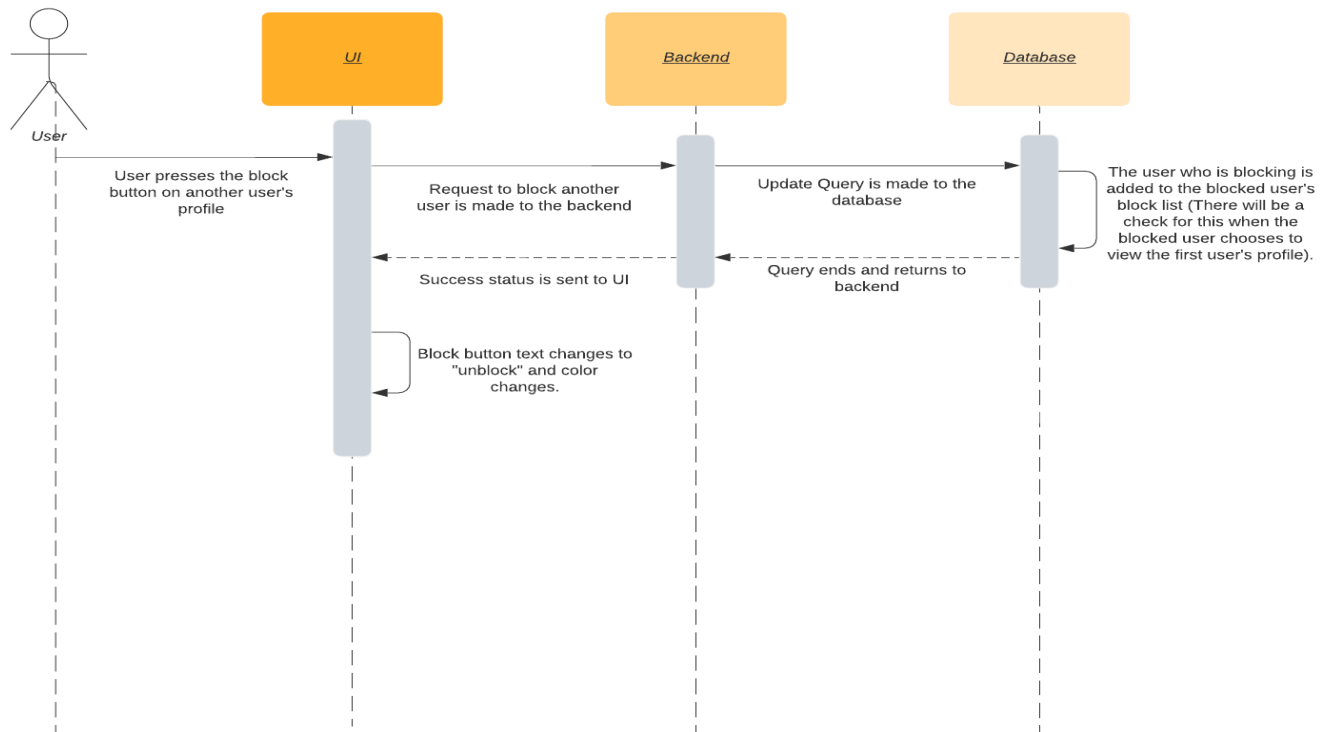 UI
Backend
Database
User
User presses the block
button on another user's
profile
Request to block another
user is made to the backend
Update Query is made to the
database
The user who is blocking is
added to the blocked user's
block list (There will be a
check for this when the
blocked user chooses to
view the first user's profile).
Success status is sent to UI
Query ends and returns to
backend
Block button text changes to
"unblock" and color
changes.